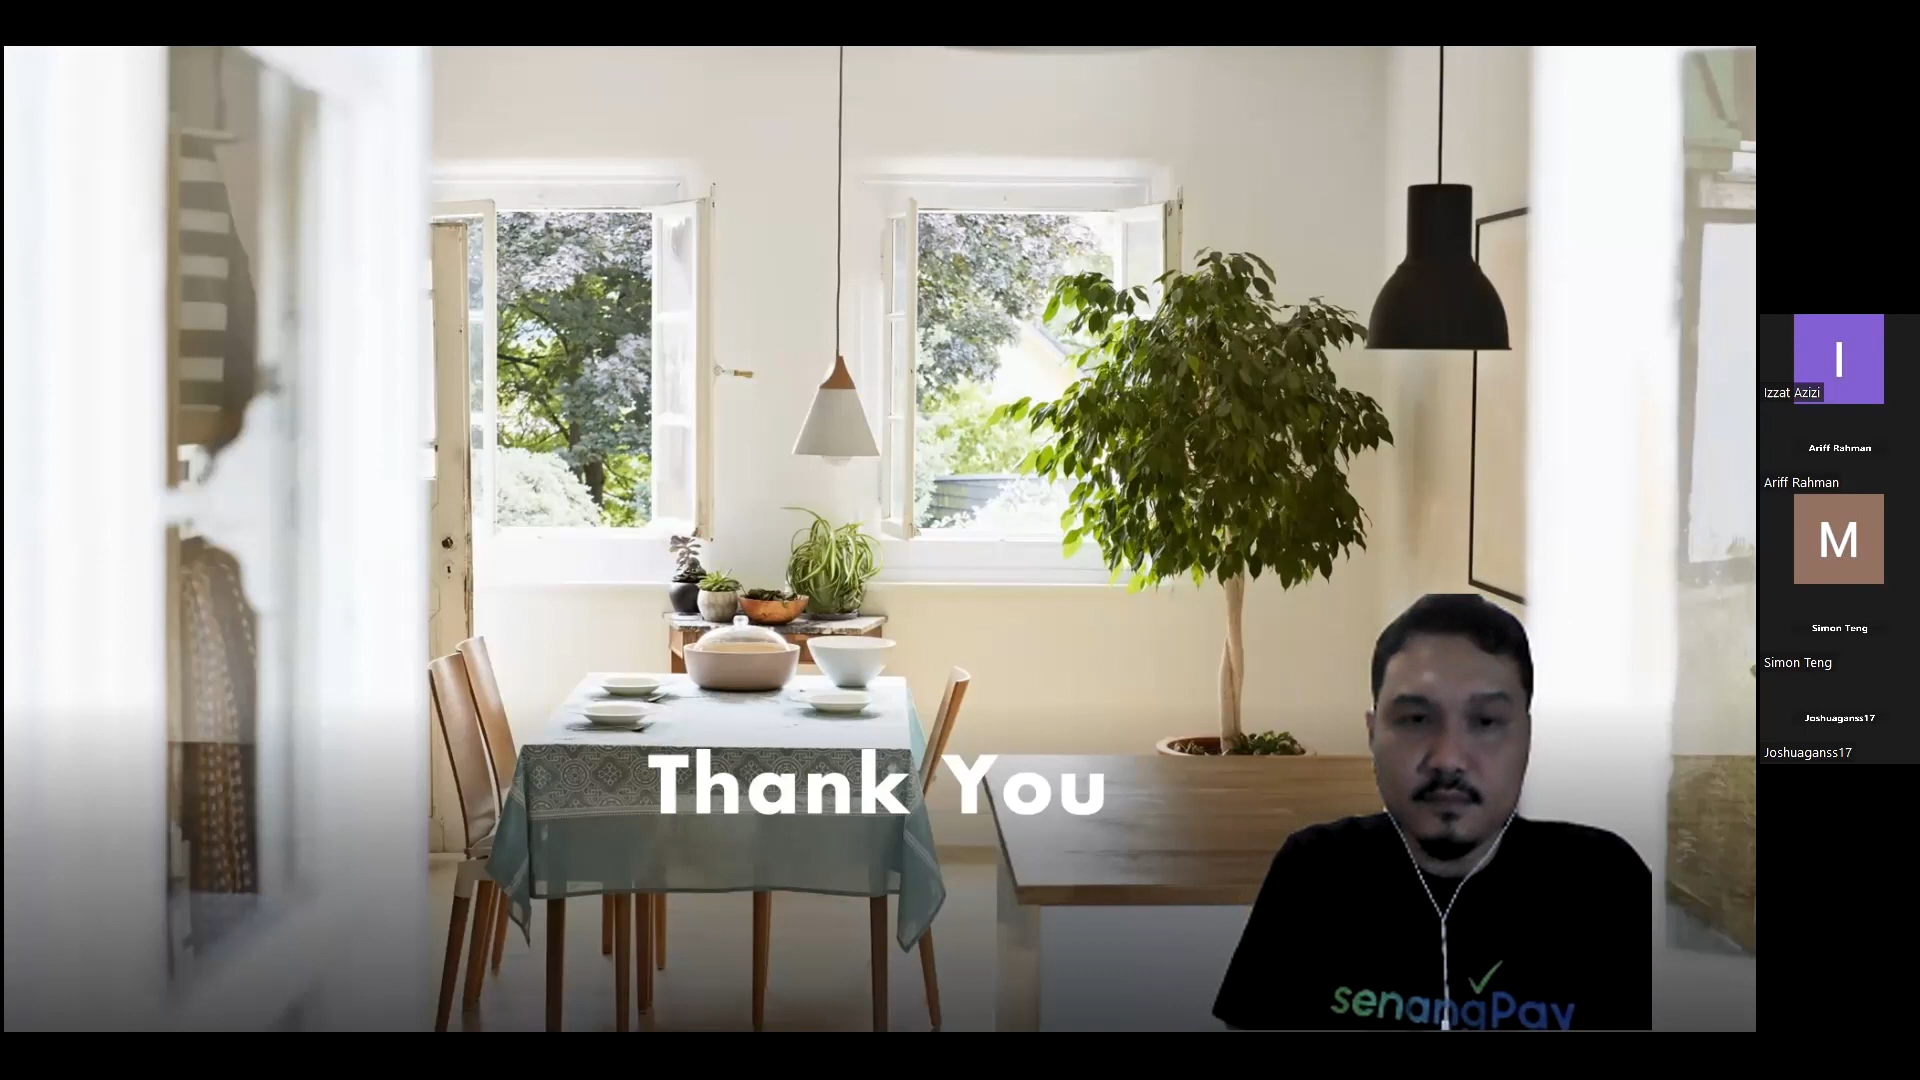 Thank You
senangPay
I
Izzat Azizi
Ariff Rahman
Ariff Rahman
M
Simon Teng
Simon Teng
Joshuaganss17
Joshuaganss17